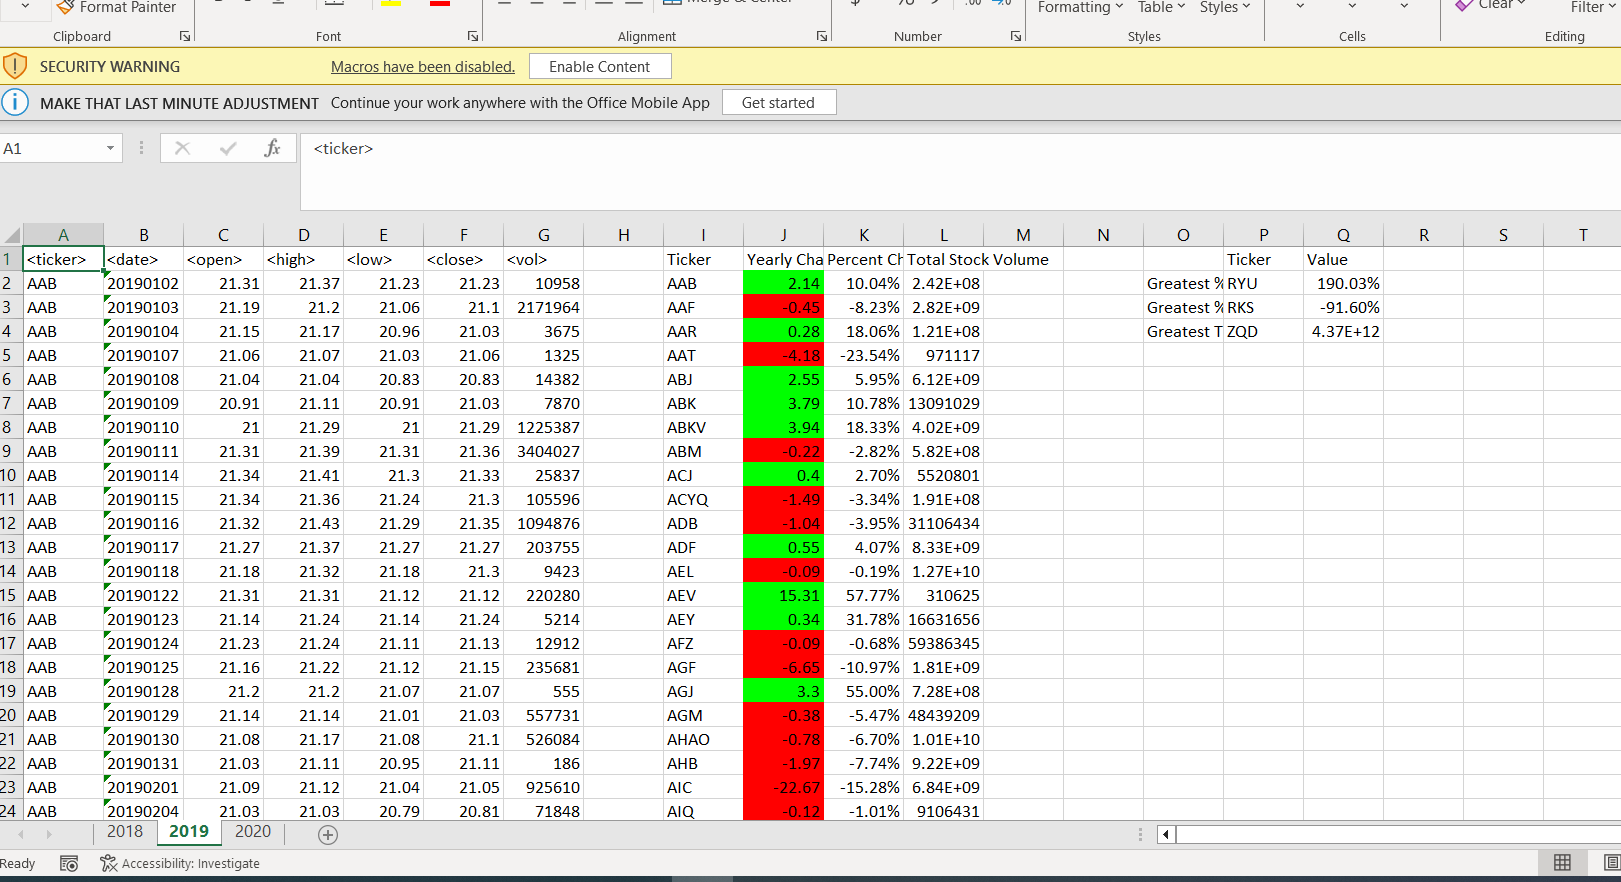 Format Painter Merge & Center $ % .00 Formatting Table Styles Clear Filter
Clipboard Font Alignment Number Styles Cells Editing
SECURITY WARNING Macros have been disabled. Enable Content
MAKE THAT LAST MINUTE ADJUSTMENT Continue your work anywhere with the Office Mobile App Get started
A1 fx <ticker>
A B C D E F G H I J K L M N O P Q R S T
1 <ticker> <date> <open> <high> <low> <close> <vol> Ticker Yearly Cha Percent Ch Total Stock Volume Ticker Value
2 AAB 20190102 21.31 21.37 21.23 21.23 10958 AAB 2.14 10.04% 2.42E+08 Greatest % RYU 190.03%
3 AAB 20190103 21.19 21.2 21.06 21.1 2171964 AAF -0.45 -8.23% 2.82E+09 Greatest % RKS -91.60%
4 AAB 20190104 21.15 21.17 20.96 21.03 3675 AAR 0.28 18.06% 1.21E+08 Greatest T ZQD 4.37E+12
5 AAB 20190107 21.06 21.07 21.03 21.06 1325 AAT -4.18 -23.54% 971117
6 AAB 20190108 21.04 21.04 20.83 20.83 14382 ABJ 2.55 5.95% 6.12E+09
7 AAB 20190109 20.91 21.11 20.91 21.03 7870 ABK 3.79 10.78% 13091029
8 AAB 20190110 21 21.29 21 21.29 1225387 ABKV 3.94 18.33% 4.02E+09
9 AAB 20190111 21.31 21.39 21.31 21.36 3404027 ABM -0.22 -2.82% 5.82E+08
10 AAB 20190114 21.34 21.41 21.3 21.33 25837 ACJ 0.4 2.70% 5520801
11 AAB 20190115 21.34 21.36 21.24 21.3 105596 ACYQ -1.49 -3.34% 1.91E+08
12 AAB 20190116 21.32 21.43 21.29 21.35 1094876 ADB -1.04 -3.95% 31106434
13 AAB 20190117 21.27 21.37 21.27 21.27 203755 ADF 0.55 4.07% 8.33E+09
14 AAB 20190118 21.18 21.32 21.18 21.3 9423 AEL -0.09 -0.19% 1.27E+10
15 AAB 20190122 21.31 21.31 21.12 21.12 220280 AEV 15.31 57.77% 310625
16 AAB 20190123 21.14 21.24 21.14 21.24 5214 AEY 0.34 31.78% 16631656
17 AAB 20190124 21.23 21.24 21.11 21.13 12912 AFZ -0.09 -0.68% 59386345
18 AAB 20190125 21.16 21.22 21.12 21.15 235681 AGF -6.65 -10.97% 1.81E+09
19 AAB 20190128 21.2 21.2 21.07 21.07 555 AGJ 3.3 55.00% 7.28E+08
20 AAB 20190129 21.14 21.14 21.01 21.03 557731 AGM -0.38 -5.47% 48439209
21 AAB 20190130 21.08 21.17 21.08 21.1 526084 AHAO -0.78 -6.70% 1.01E+10
22 AAB 20190131 21.03 21.11 20.95 21.11 186 AHB -1.97 -7.74% 9.22E+09
23 AAB 20190201 21.09 21.12 21.04 21.05 925610 AIC -22.67 -15.28% 6.84E+09
24 AAB 20190204 21.03 21.03 20.79 20.81 71848 AIQ -0.12 -1.01% 9106431
2018 2019 2020
Ready Accessibility: Investigate